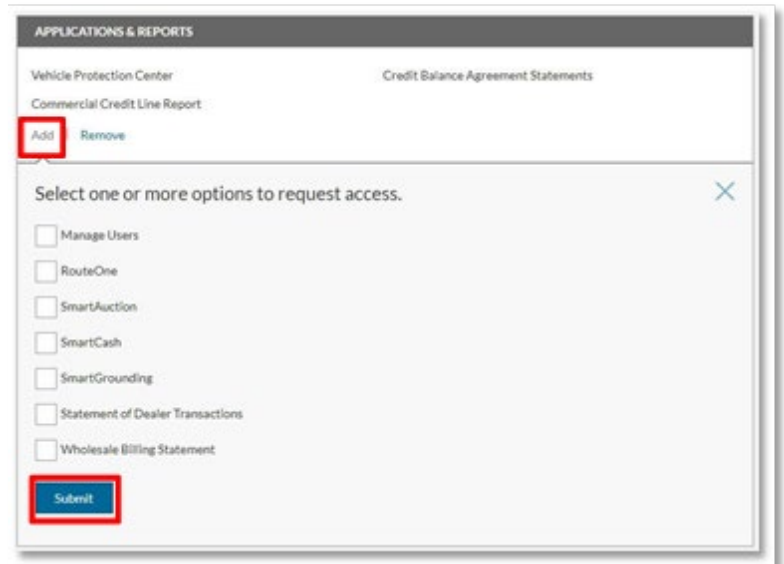 APPLICATIONS & REPORTS
Vehicle Protection Center
Credit Balance Agreement Statements
Commercial Credit Line Report
Add Remove
Select one or more options to request access.
Manage Users
RouteOne
SmartAuction
SmartCash
SmartGrounding
Statement of Dealer Transactions
Wholesale Billing Statement
Submit